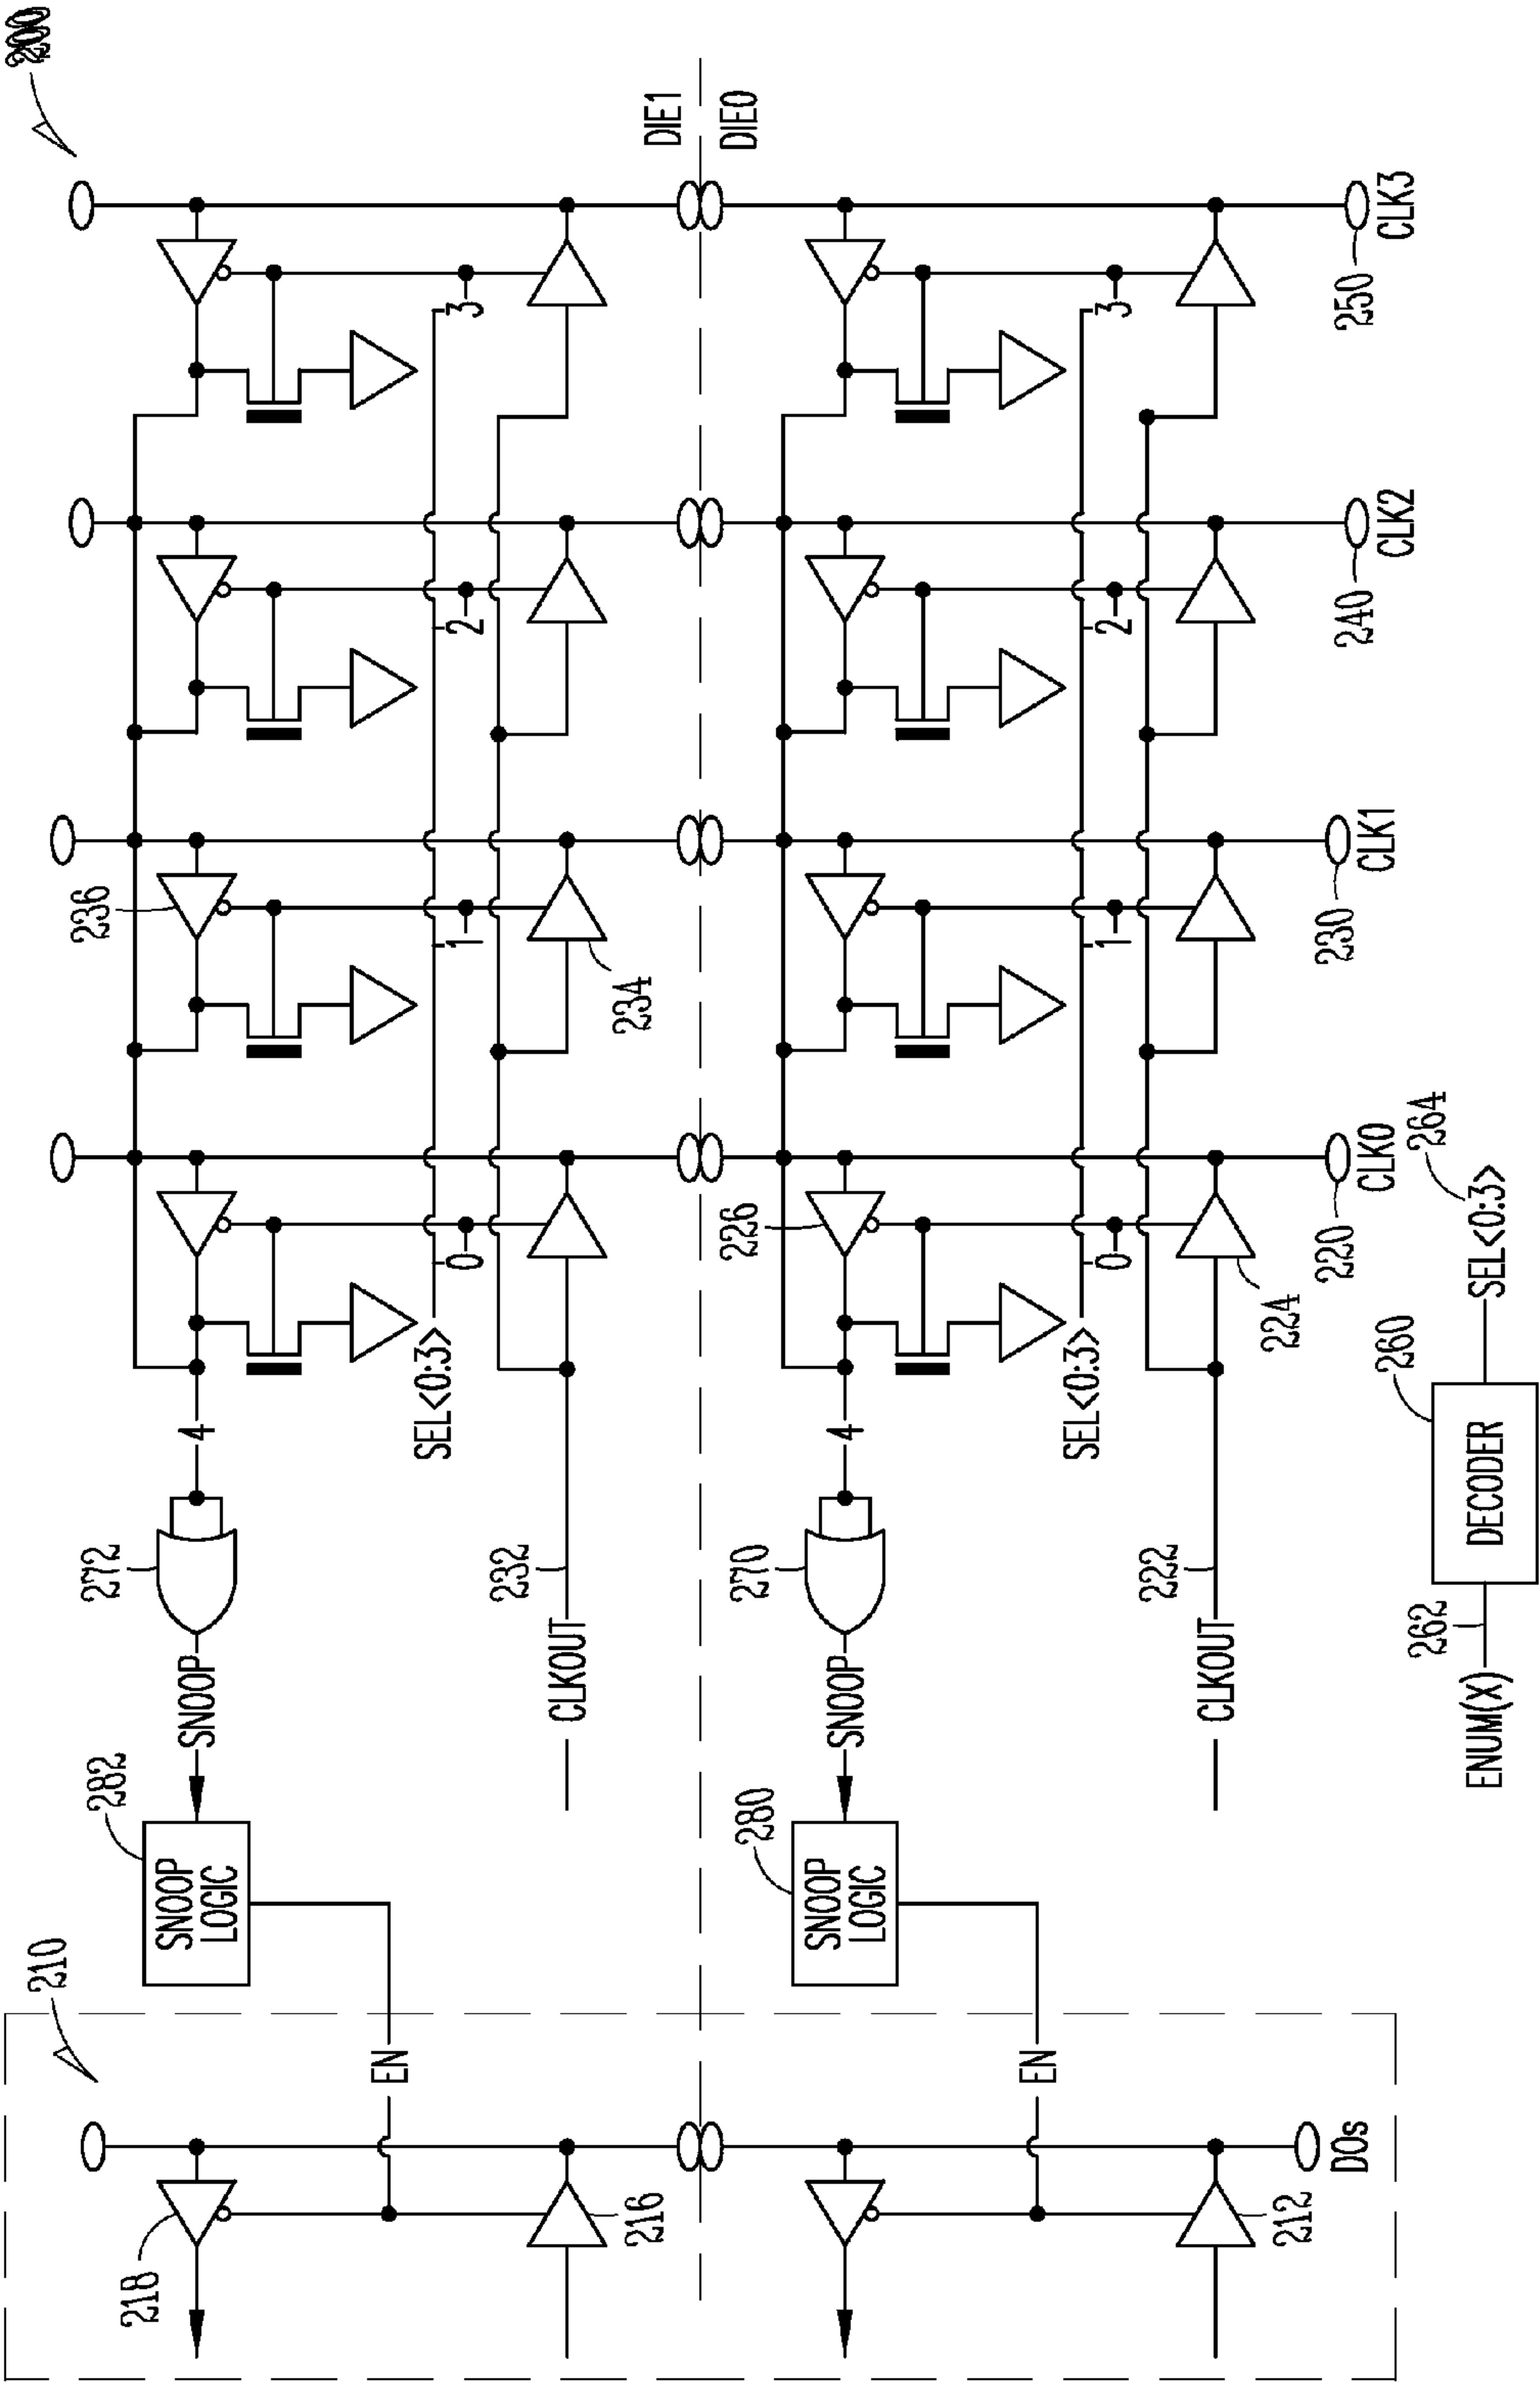 200
DIE1
DIE0
210
218
216
EN
282
SNOOP
LOGIC
SNOOP
272
4
SEL<0:3>
0
1
2
3
236
234
CLKOUT
232
212
DOs
EN
280
SNOOP
LOGIC
SNOOP
270
4
226
SEL<0:3>
0
1
2
3
CLKOUT
222
224
220
CLK0
230
CLK1
240
CLK2
250
CLK3
ENUM(X)
262
DECODER
260
SEL<0:3>
264